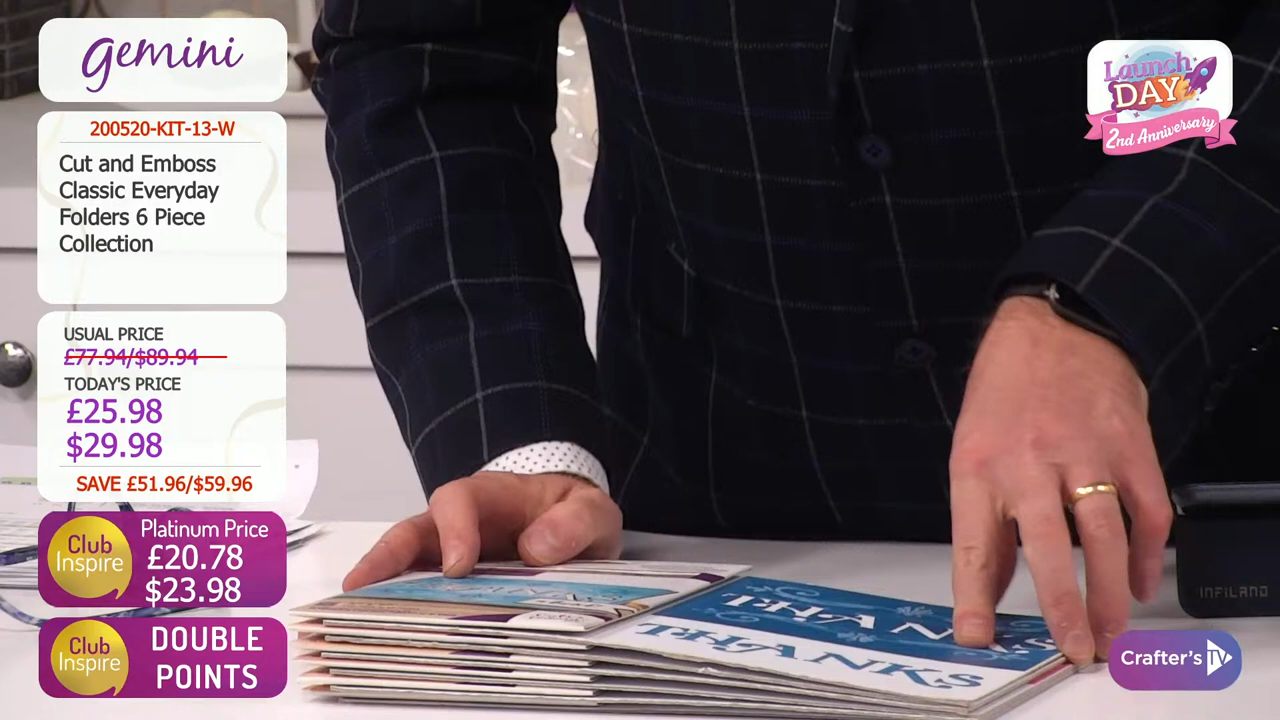 gemini
200520-KIT-13-W
Cut and Emboss
Classic Everyday
Folders 6 Piece
Collection
USUAL PRICE
£77.94/$89.94
TODAY'S PRICE
£25.98
$29.98
SAVE £51.96/$59.96
Club
Inspire
Platinum Price
£20.78
$23.98
Club
Inspire
DOUBLE
POINTS
Launch
DAY
2nd Anniversary
THANKS
THANKS
INFILAND
Crafter's TV